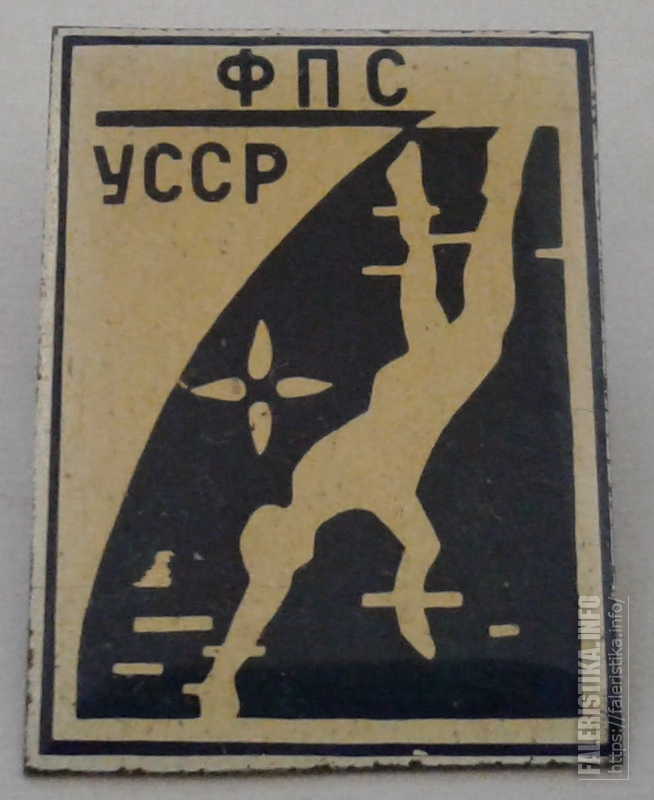 ФПС
УССР
FALERISTIKA.INFO
https://faleristika.info/